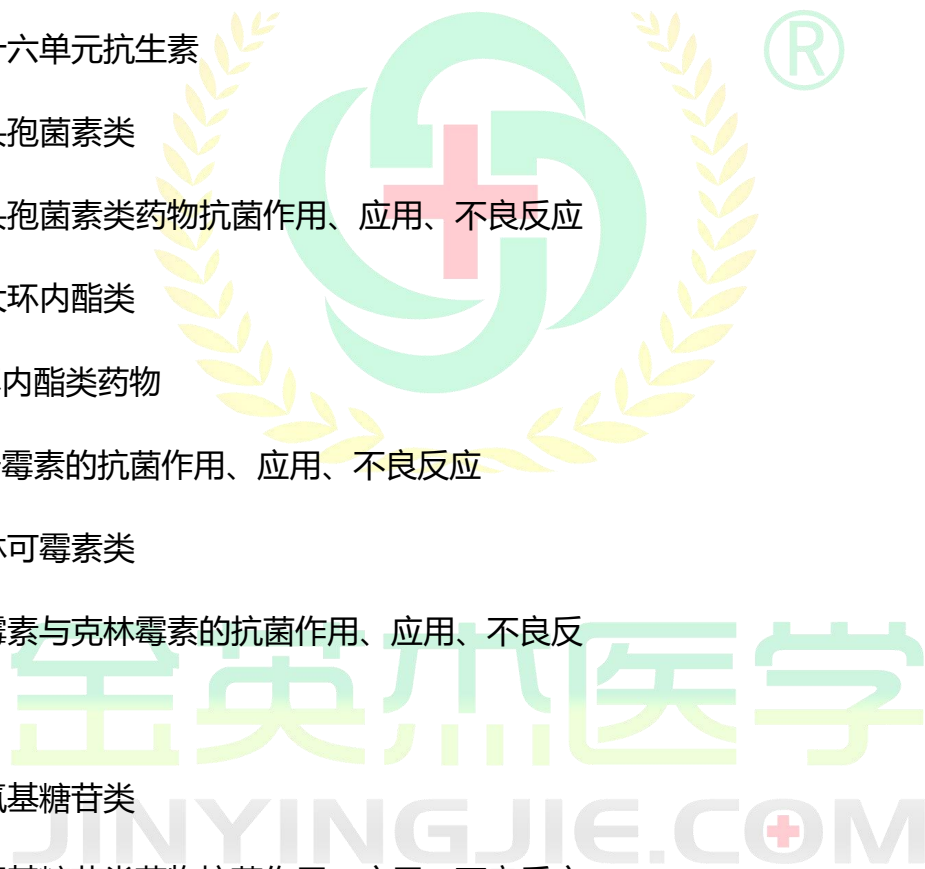 六单元抗生素
孢菌素类
孢菌素类药物抗菌作用、应用、不良反应
环内酯类
内酯类药物
霉素的抗菌作用、应用、不良反应
可霉素类
霉素与克林霉素的抗菌作用、应用、不良反
金英杰医学
基糖苷类
JINYINGJIE.COM
®